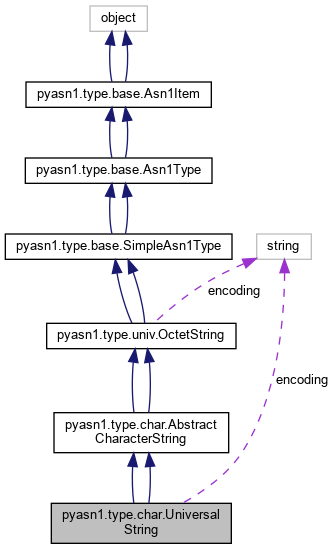 object
pyasn1.type.base.Asn1Item
pyasn1.type.base.Asn1Type
pyasn1.type.base.SimpleAsn1Type
string
encoding
pyasn1.type.univ.OctetString
encoding
pyasn1.type.char.Abstract
CharacterString
pyasn1.type.char.Universal
String